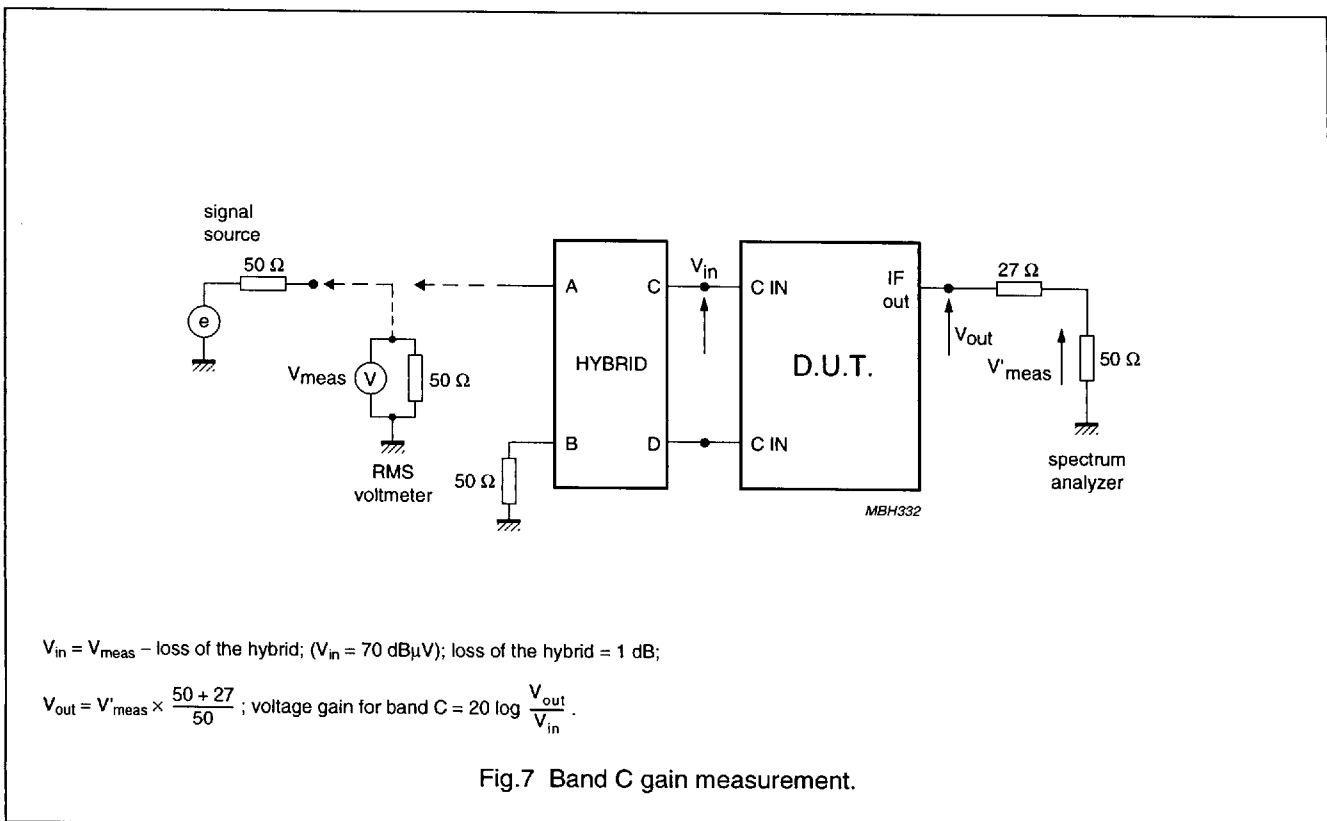 signal
source
50 Ω
e
V_meas
V
50 Ω
RMS
voltmeter
A
B
C
D
HYBRID
50 Ω
V_in
C IN
C IN
D.U.T.
IF
out
MBH332
27 Ω
V_out
V'_meas
50 Ω
spectrum
analyzer
V_in = V_meas – loss of the hybrid; (V_in = 70 dBμV); loss of the hybrid = 1 dB;
V_out = V'_meas × (50 + 27)/50 ; voltage gain for band C = 20 log V_out/V_in .
Fig.7 Band C gain measurement.